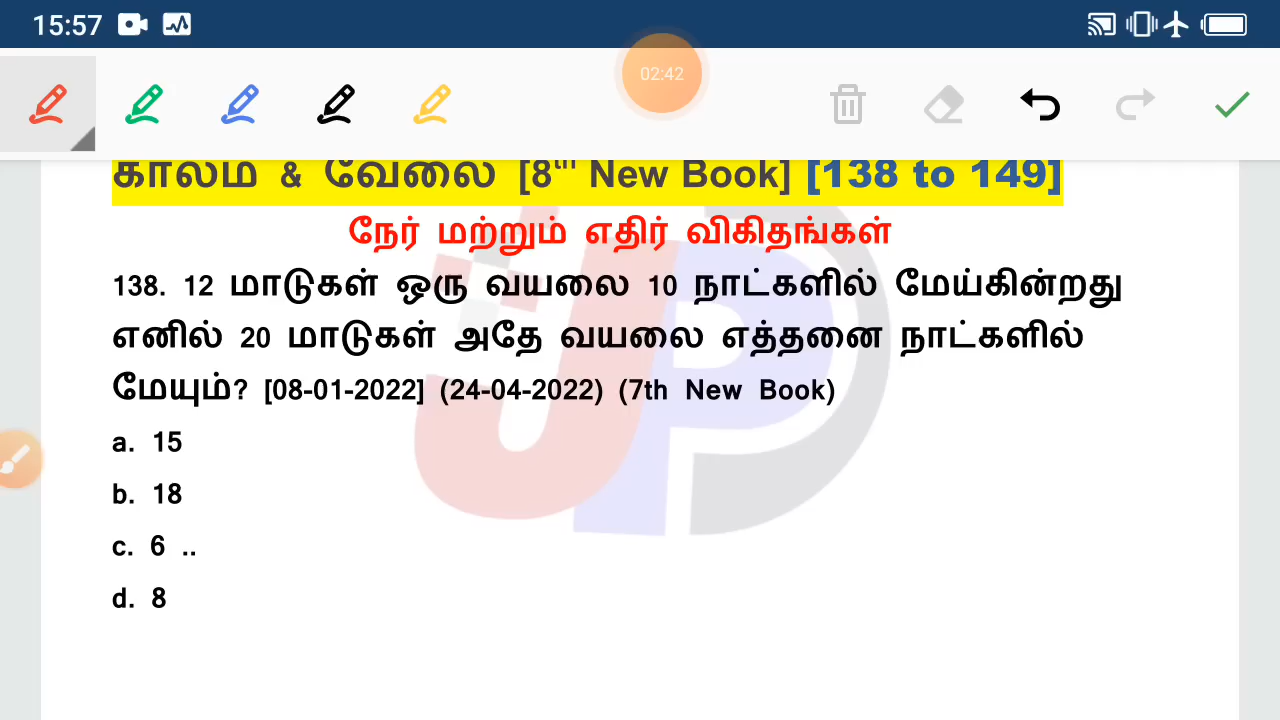 15:57
02:42
காலம் & வேலை [8th New Book] [138 to 149]
நேர் மற்றும் எதிர் விகிதங்கள்
138. 12 மாடுகள் ஒரு வயலை 10 நாட்களில் மேய்கின்றது
எனில் 20 மாடுகள் அதே வயலை எத்தனை நாட்களில்
மேயும்? [08-01-2022] (24-04-2022) (7th New Book)
a. 15
b. 18
c. 6 ..
d. 8